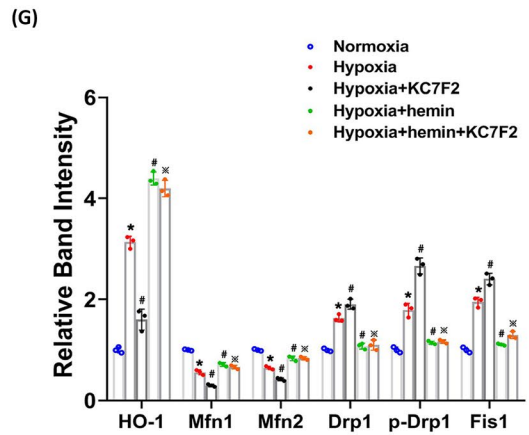 (G)
Normoxia
Hypoxia
Hypoxia+KC7F2
Hypoxia+hemin
Hypoxia+hemin+KC7F2
Relative Band Intensity
6
4
2
0
* # # ※
* # # ※
* # # ※
* # # ※
* # # ※
* # # ※
HO-1 Mfn1 Mfn2 Drp1 p-Drp1 Fis1